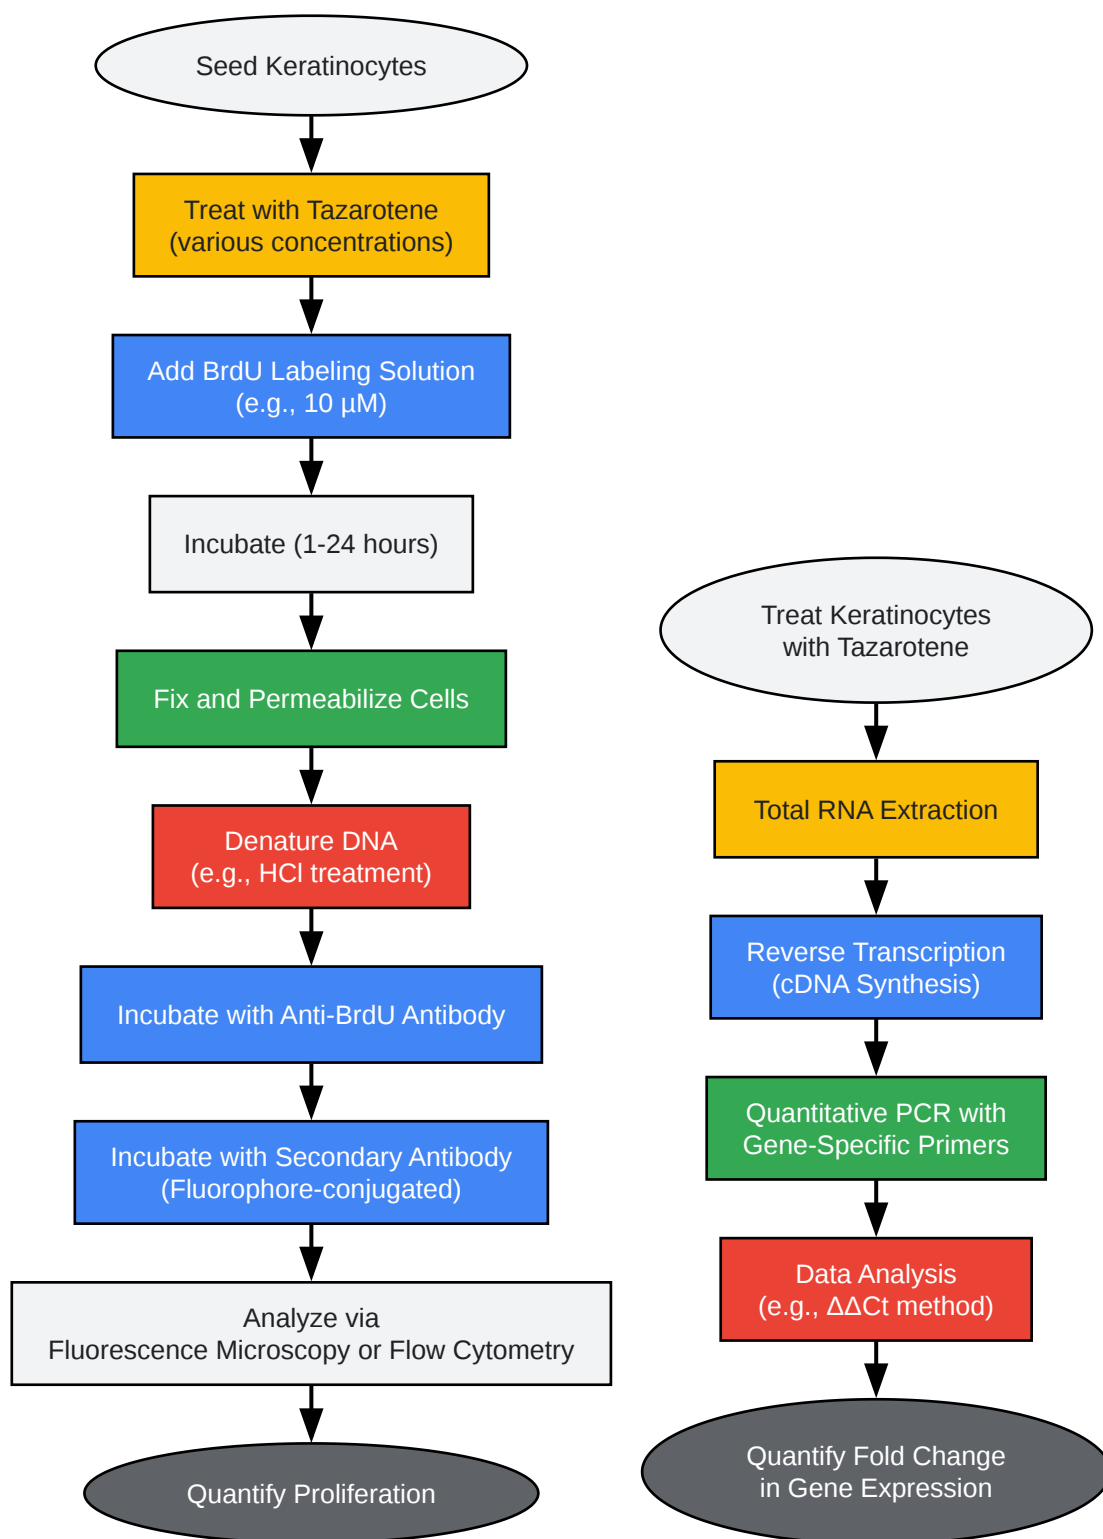 Seed Keratinocytes
Treat with Tazarotene
(various concentrations)
Add BrdU Labeling Solution
(e.g., 10 µM)
Incubate (1-24 hours)
Fix and Permeabilize Cells
Denature DNA
(e.g., HCl treatment)
Incubate with Anti-BrdU Antibody
Incubate with Secondary Antibody
(Fluorophore-conjugated)
Analyze via
Fluorescence Microscopy or Flow Cytometry
Quantify Proliferation
Treat Keratinocytes
with Tazarotene
Total RNA Extraction
Reverse Transcription
(cDNA Synthesis)
Quantitative PCR with
Gene-Specific Primers
Data Analysis
(e.g., ΔΔCt method)
Quantify Fold Change
in Gene Expression